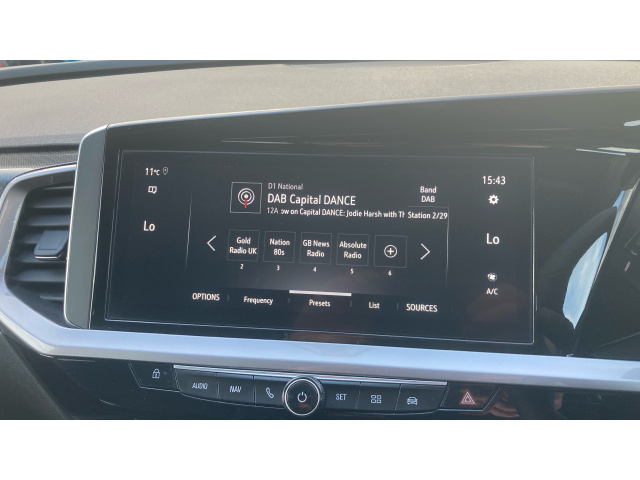 11°C
15:43
D1 National
DAB Capital DANCE
12A ow on Capital DANCE: Jodie Harsh with Th Station 2/29
Band
DAB
Lo
Lo
Gold
Radio UK
Nation
80s
GB News
Radio
Absolute
Radio
2 3 4 5 6
A/C
OPTIONS Frequency Presets List SOURCES
AUDIO NAV SET